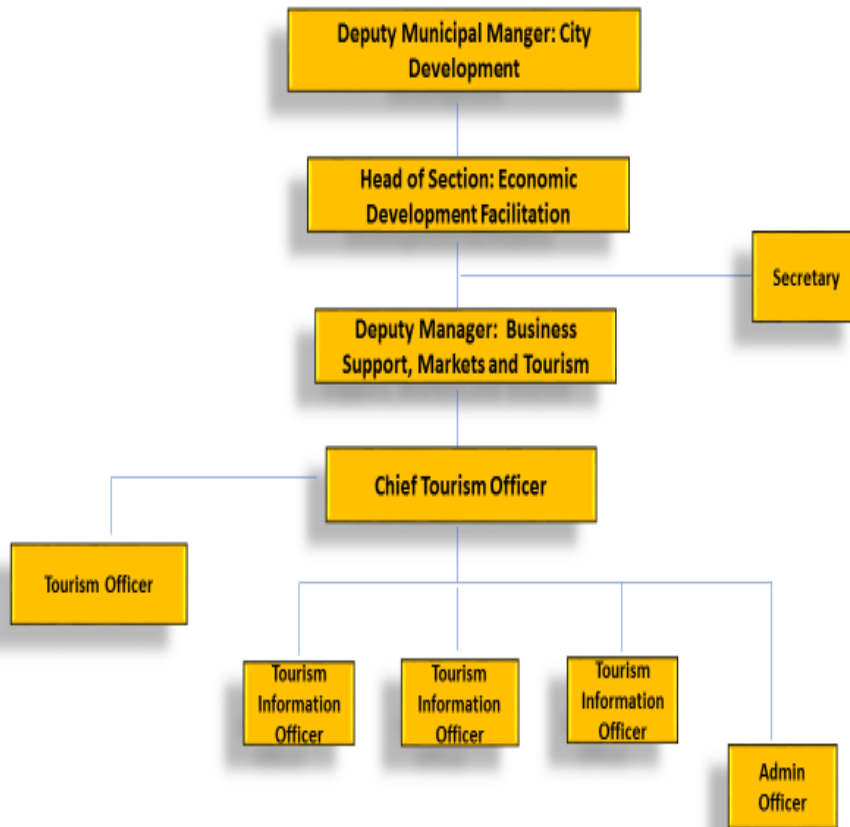 Deputy Municipal Manger: City
Development
Head of Section: Economic
Development Facilitation
Secretary
Deputy Manager: Business
Support, Markets and Tourism
Chief Tourism Officer
Tourism Officer
Tourism
Information
Officer
Tourism
Information
Officer
Tourism
Information
Officer
Admin
Officer